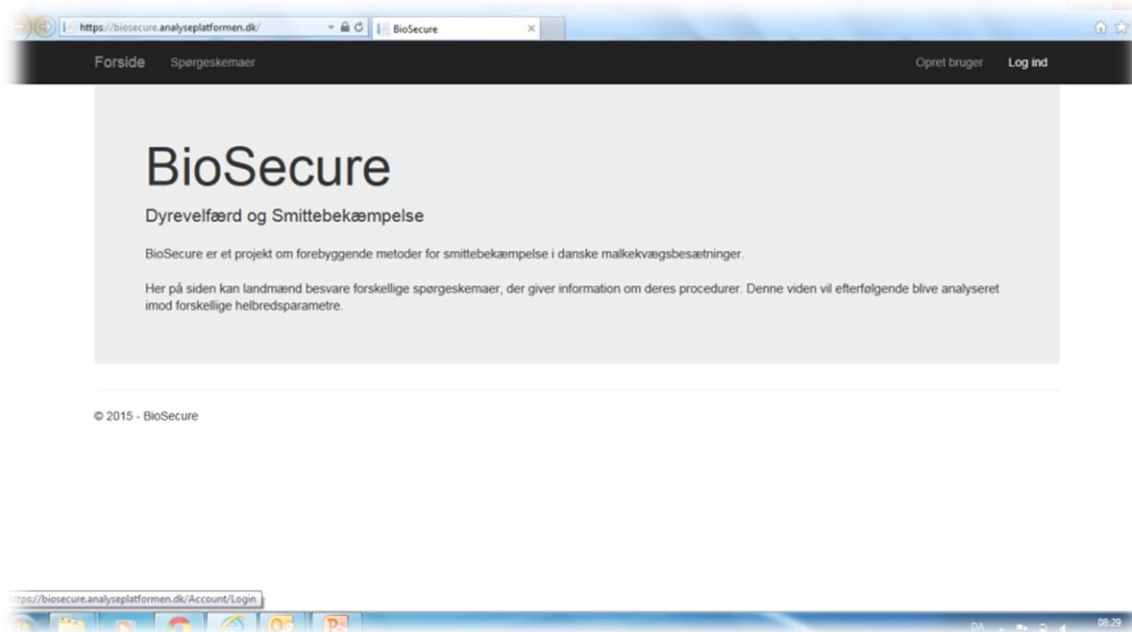 https://biosecure.analyseplatformen.dk/
BioSecure
Forside Spørgeskemaer Opret bruger Log ind
BioSecure
Dyrevelfærd og Smittebekæmpelse
BioSecure er et projekt om forebyggende metoder for smittebekæmpelse i danske malkekvægsbesætninger.
Her på siden kan landmænd besvare forskellige spørgeskemaer, der giver information om deres procedurer. Denne viden vil efterfølgende blive analyseret
imod forskellige helbredsparametre.
© 2015 - BioSecure
ttps://biosecure.analyseplatformen.dk/Account/Login
DA 08:29